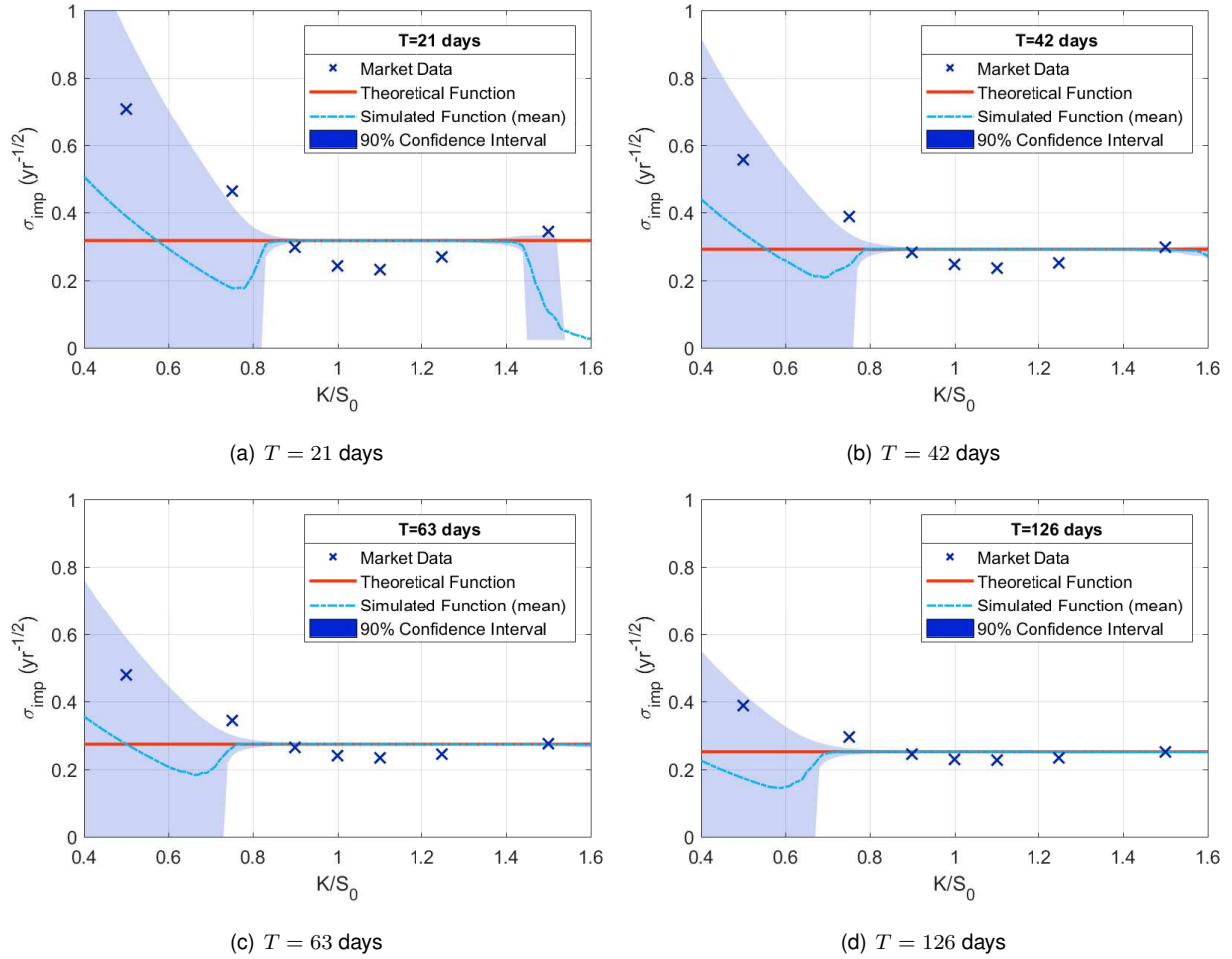 T=21 days
Market Data
Theoretical Function
Simulated Function (mean)
90% Confidence Interval
σimp (yr-1/2)
1
0.8
0.6
0.4
0.2
0
0.4 0.6 0.8 1 1.2 1.4 1.6
K/S0
(a) T = 21 days
T=42 days
Market Data
Theoretical Function
Simulated Function (mean)
90% Confidence Interval
σimp (yr-1/2)
1
0.8
0.6
0.4
0.2
0
0.4 0.6 0.8 1 1.2 1.4 1.6
K/S0
(b) T = 42 days
T=63 days
Market Data
Theoretical Function
Simulated Function (mean)
90% Confidence Interval
σimp (yr-1/2)
1
0.8
0.6
0.4
0.2
0
0.4 0.6 0.8 1 1.2 1.4 1.6
K/S0
(c) T = 63 days
T=126 days
Market Data
Theoretical Function
Simulated Function (mean)
90% Confidence Interval
σimp (yr-1/2)
1
0.8
0.6
0.4
0.2
0
0.4 0.6 0.8 1 1.2 1.4 1.6
K/S0
(d) T = 126 days